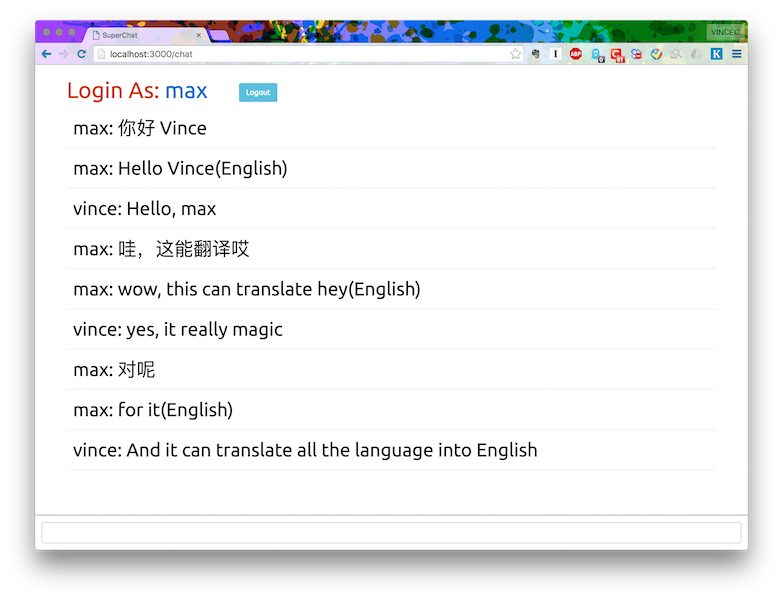 SuperChat
VINCEC
localhost:3000/chat
Login As: max
Logout
max: 你好 Vince
max: Hello Vince(English)
vince: Hello, max
max: 哇，这能翻译哎
max: wow, this can translate hey(English)
vince: yes, it really magic
max: 对呢
max: for it(English)
vince: And it can translate all the language into English